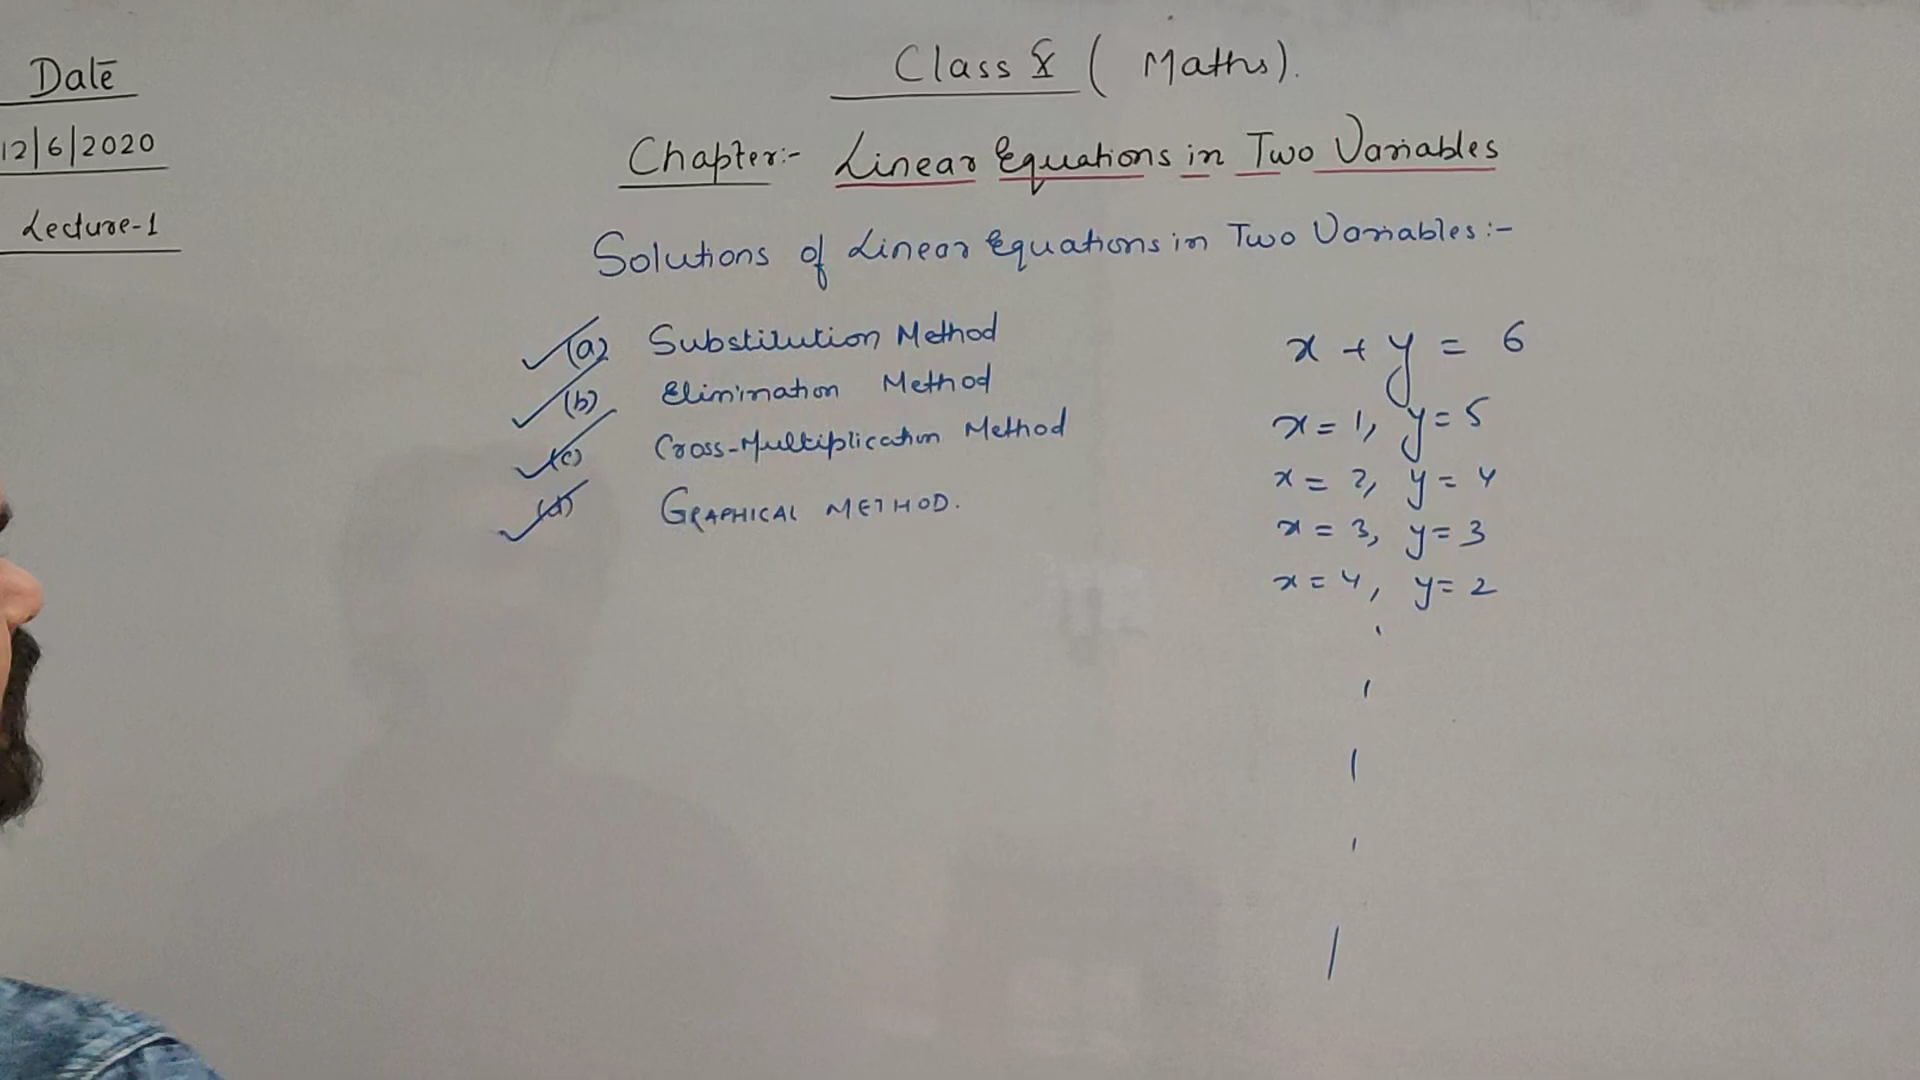 Date
12/6/2020
Lecture-1
Class X ( Maths).
Chapter:- Linear Equations in Two Variables
Solutions of Linear Equations in Two Variables:-
(a) Substitution Method
(b) Elimination Method
(c) Cross-Multiplication Method
(d) GRAPHICAL METHOD.
x + y = 6
x = 1, y = 5
x = 2, y = 4
x = 3, y = 3
x = 4, y = 2